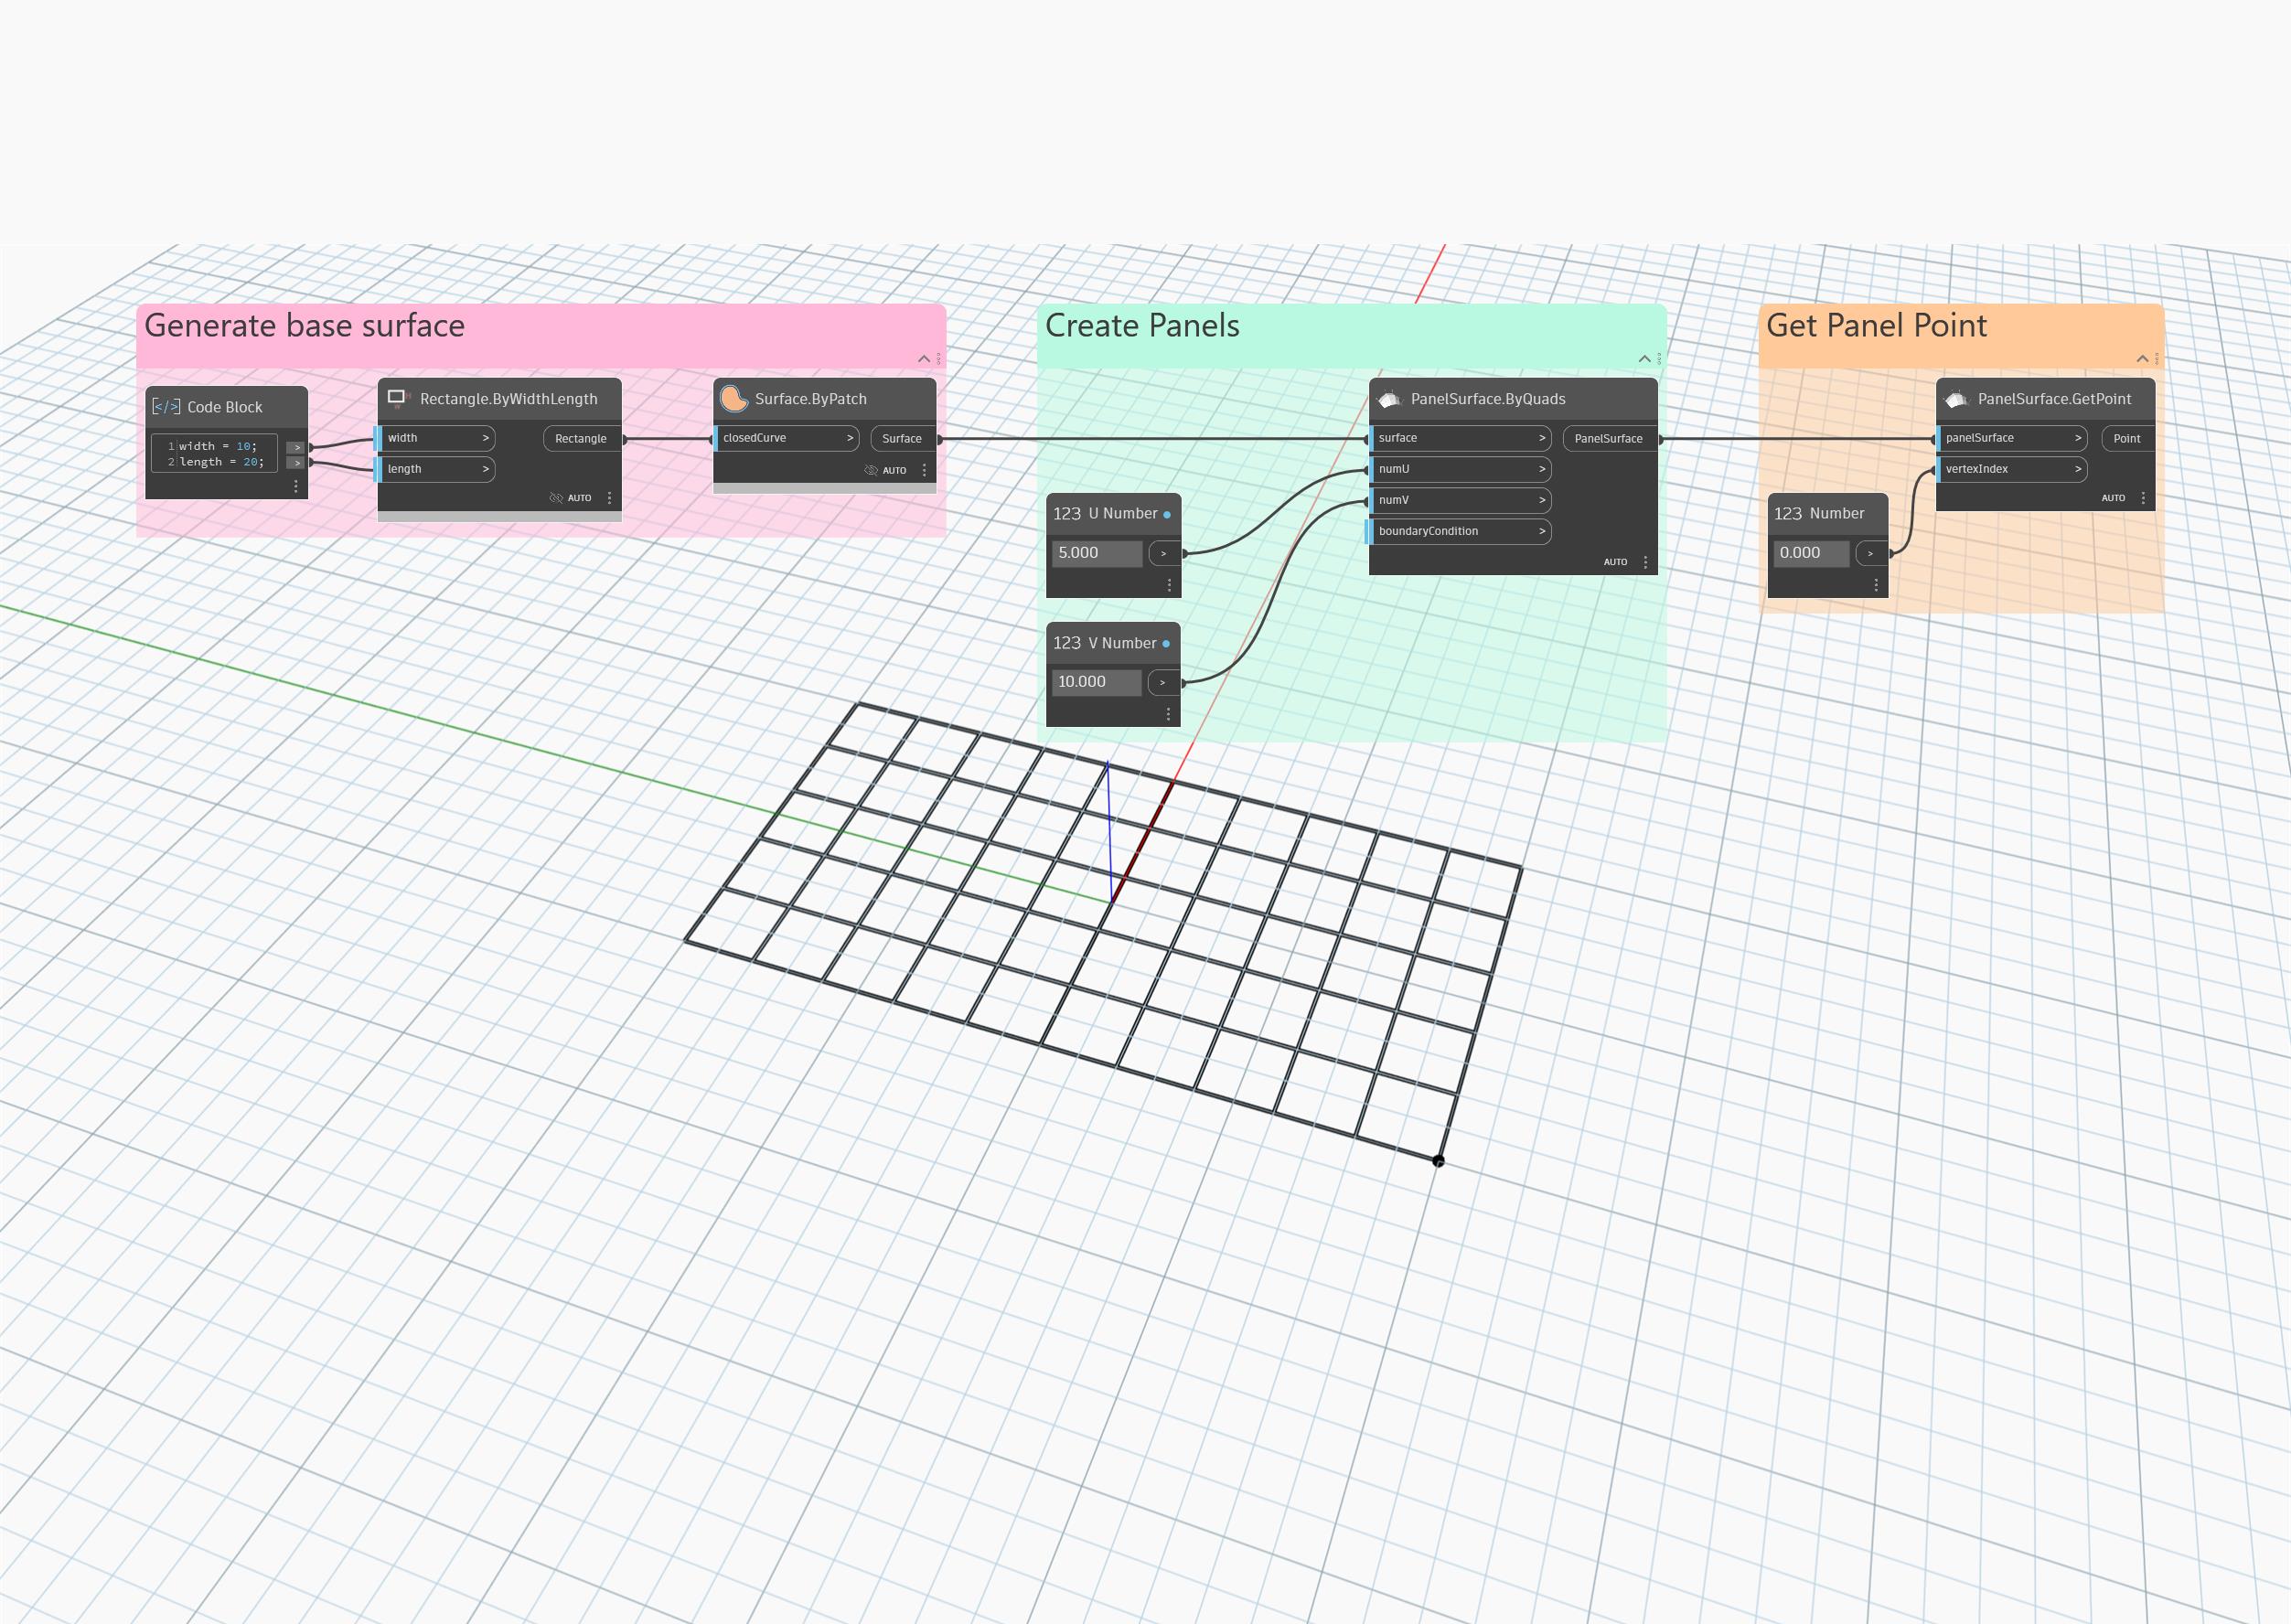 Generate base surface
Code Block
1 width = 10; >
2 length = 20; >
Rectangle.ByWidthLength
width > Rectangle
length >
AUTO
Surface.ByPatch
closedCurve > Surface
AUTO
Create Panels
PanelSurface.ByQuads
surface > PanelSurface
numU >
numV >
boundaryCondition >
AUTO
123 U Number
5.000 >
123 V Number
10.000 >
Get Panel Point
PanelSurface.GetPoint
panelSurface > Point
vertexIndex >
AUTO
123 Number
0.000 >